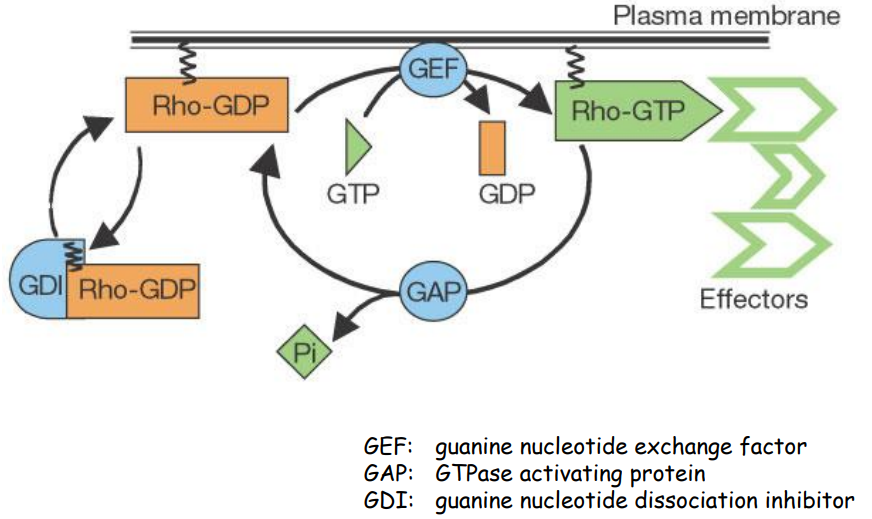 Plasma membrane
GEF
Rho-GDP
Rho-GTP
GTP
GDP
GDI
Rho-GDP
GAP
Effectors
Pi
GEF: guanine nucleotide exchange factor
GAP: GTPase activating protein
GDI: guanine nucleotide dissociation inhibitor